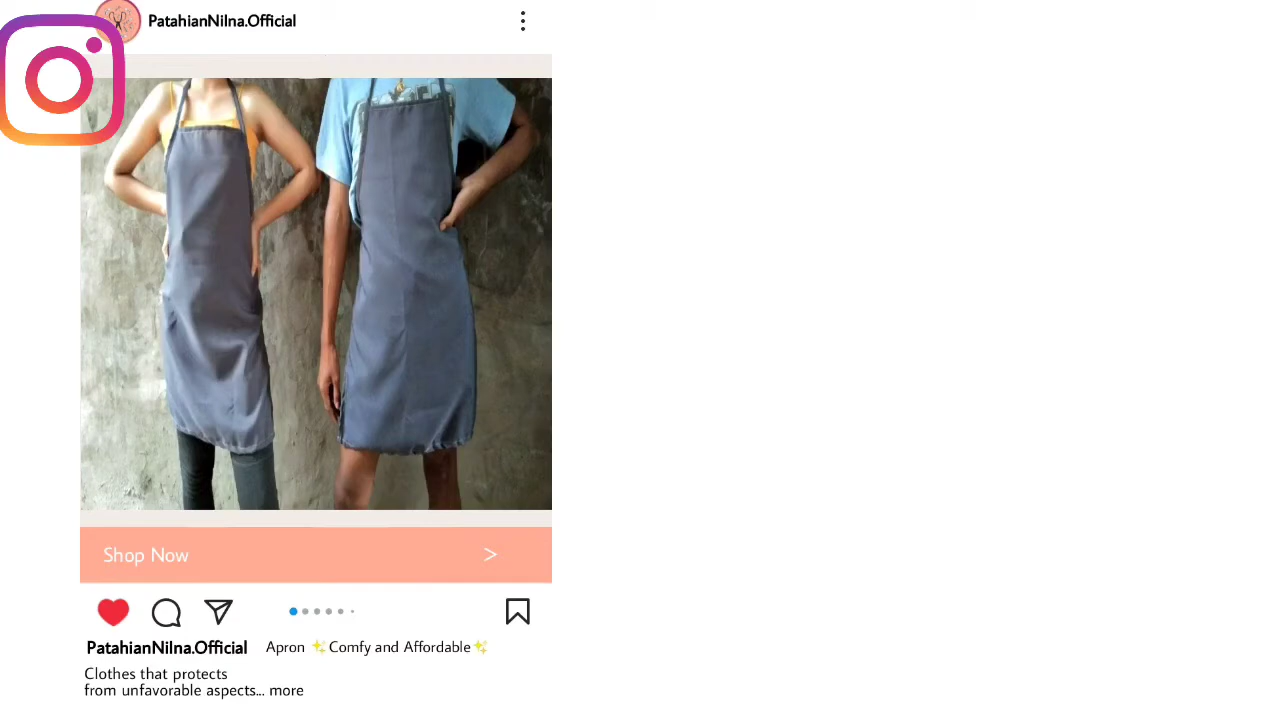 PatahianNilna.Official
Shop Now >
PatahianNilna.Official Apron ✨Comfy and Affordable✨
Clothes that protects
from unfavorable aspects... more